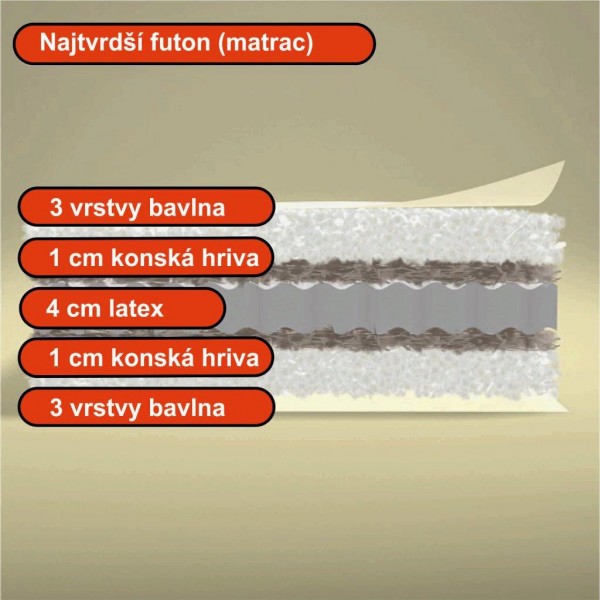 Najtvrdší futon (matrac)
3 vrstvy bavlna
1 cm konská hriva
4 cm latex
1 cm konská hriva
3 vrstvy bavlna